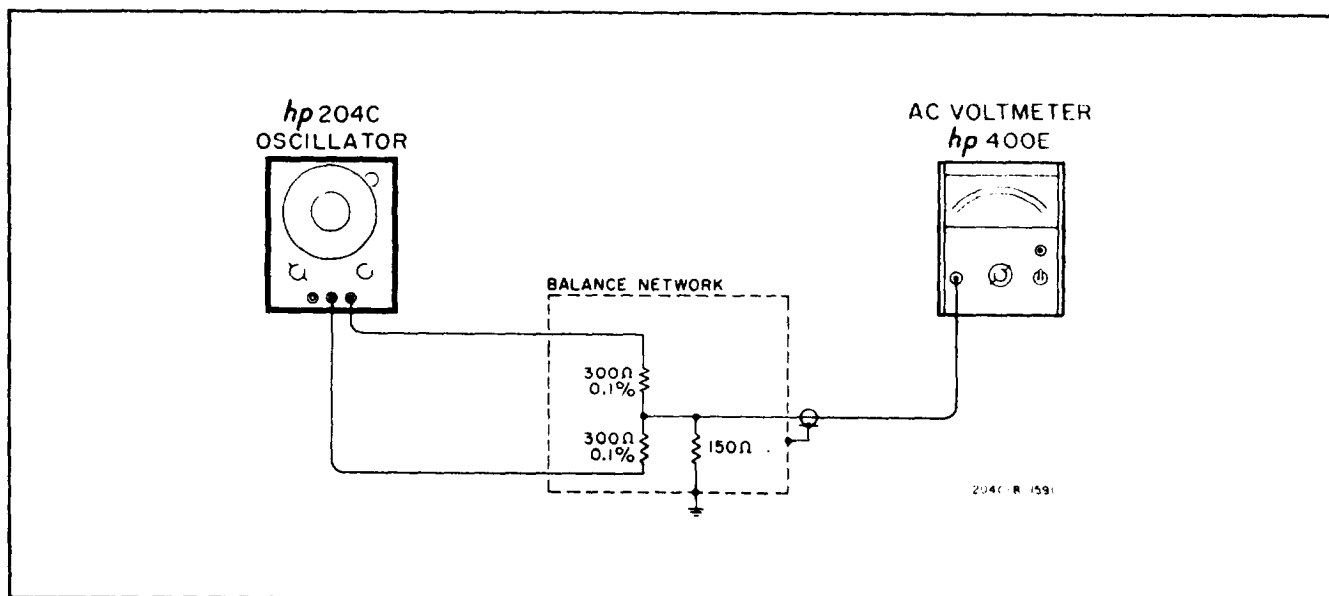 hp 204C
OSCILLATOR
AC VOLTMETER
hp 400E
BALANCE NETWORK
300Ω
0.1%
300Ω
0.1%
150Ω